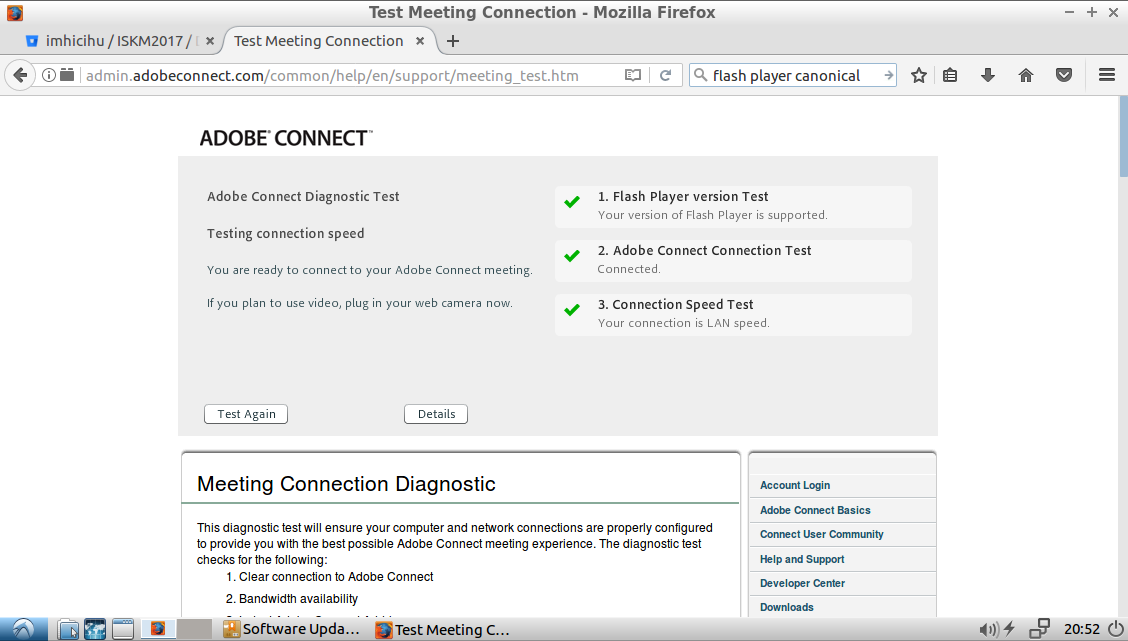 Test Meeting Connection - Mozilla Firefox
imhicihu / ISKM2017 /
Test Meeting Connection
admin.adobeconnect.com/common/help/en/support/meeting_test.htm
flash player canonical
ADOBE® CONNECT™
Adobe Connect Diagnostic Test
Testing connection speed
You are ready to connect to your Adobe Connect meeting.
If you plan to use video, plug in your web camera now.
1. Flash Player version Test
Your version of Flash Player is supported.
2. Adobe Connect Connection Test
Connected.
3. Connection Speed Test
Your connection is LAN speed.
Test Again
Details
Meeting Connection Diagnostic
This diagnostic test will ensure your computer and network connections are properly configured
to provide you with the best possible Adobe Connect meeting experience. The diagnostic test
checks for the following:
1. Clear connection to Adobe Connect
2. Bandwidth availability
Account Login
Adobe Connect Basics
Connect User Community
Help and Support
Developer Center
Downloads
Software Upda...
Test Meeting C...
20:52